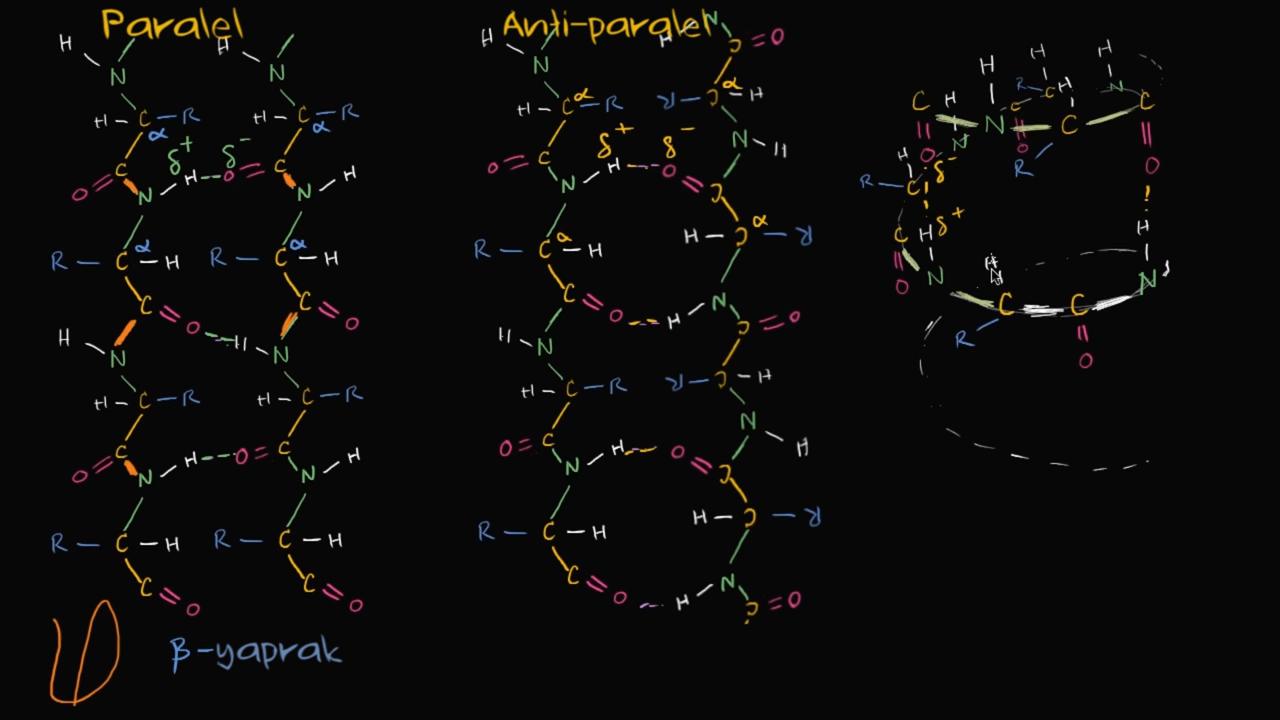 Paralel
Anti-paralel
H H H H
N N N C=O
H-C-R H-C-R H-C-R R-C-H
α α α α
δ+ δ- δ+ δ-
O=C O=C O=C N-H
N-H--O N-H N-H--O=C
α α α α
R-C-H R-C-H R-C-H H-C-R
C=O C=O C=O--H-N
H-N H-N H-N C=O
H-C-R H-C-R H-C-R R-C-H
O=C O=C O=C N-H
N-H--O N-H N-H--O=C
R-C-H R-C-H R-C-H H-C-R
C=O C=O C=O--H-N
C=O
β-yaprak
H H H
C H N C R C H C N C
O N O R O
R C H δ-
C H δ+ H
O N C C N
R O